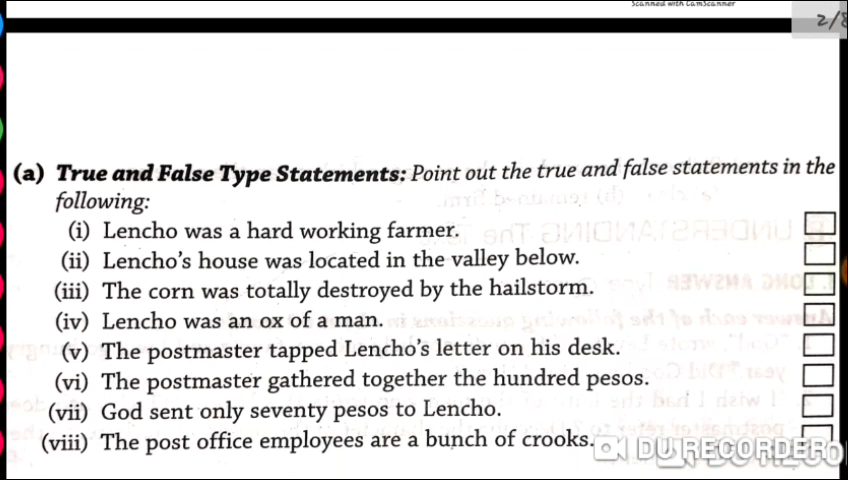 Scanned with CamScanner
2/8
(a) True and False Type Statements: Point out the true and false statements in the
following:
(i) Lencho was a hard working farmer.
(ii) Lencho's house was located in the valley below.
(iii) The corn was totally destroyed by the hailstorm.
(iv) Lencho was an ox of a man.
(v) The postmaster tapped Lencho's letter on his desk.
(vi) The postmaster gathered together the hundred pesos.
(vii) God sent only seventy pesos to Lencho.
(viii) The post office employees are a bunch of crooks.
DU RECORDER